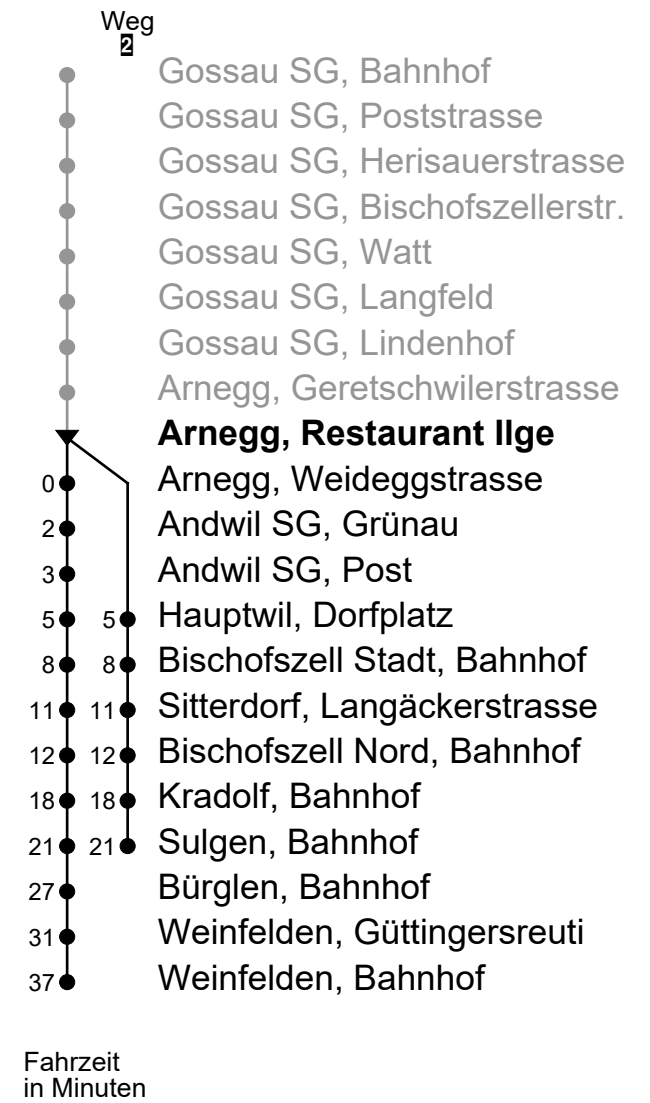 Weg
2
Gossau SG, Bahnhof
Gossau SG, Poststrasse
Gossau SG, Herisauerstrasse
Gossau SG, Bischofszellerstr.
Gossau SG, Watt
Gossau SG, Langfeld
Gossau SG, Lindenhof
Arnegg, Geretschwilerstrasse
Arnegg, Restaurant Ilge
0 Arnegg, Weideggstrasse
2 Andwil SG, Grünau
3 Andwil SG, Post
5 5 Hauptwil, Dorfplatz
8 8 Bischofszell Stadt, Bahnhof
11 11 Sitterdorf, Langäckerstrasse
12 12 Bischofszell Nord, Bahnhof
18 18 Kradolf, Bahnhof
21 21 Sulgen, Bahnhof
27 Bürglen, Bahnhof
31 Weinfelden, Güttingersreuti
37 Weinfelden, Bahnhof
Fahrzeit
in Minuten